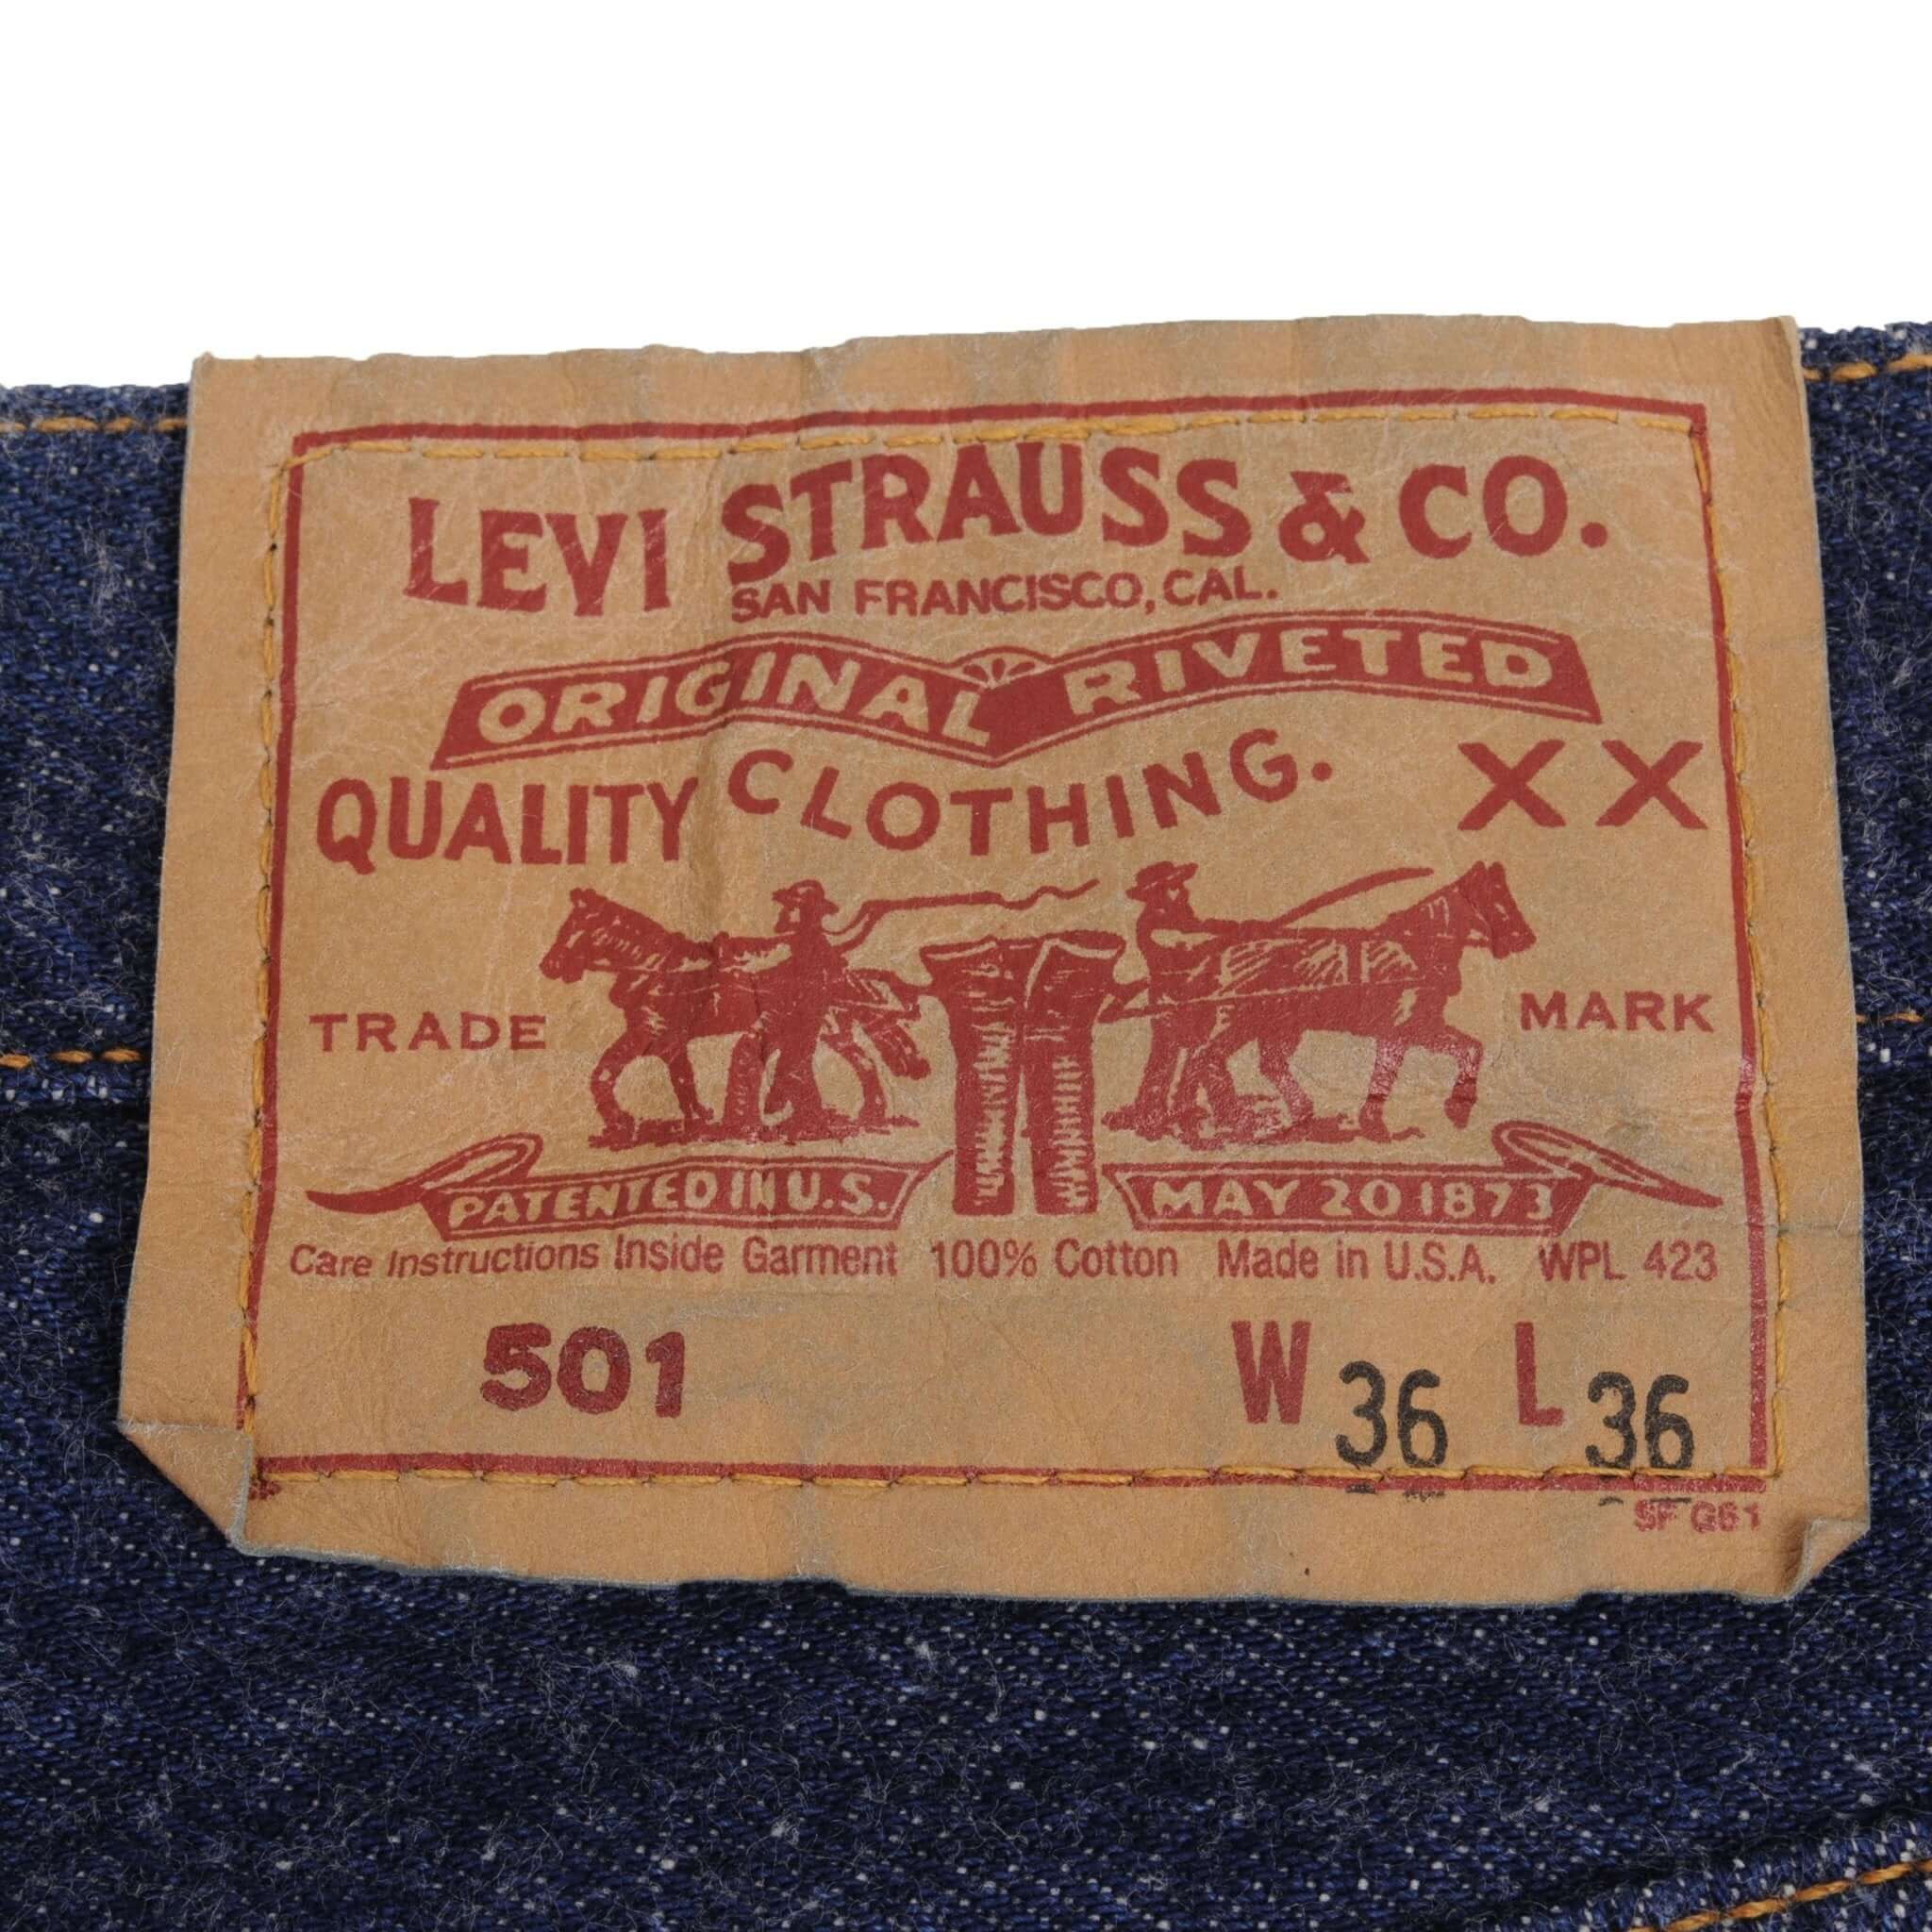 LEVI STRAUSS & CO.
SAN FRANCISCO, CAL.
ORIGINAL RIVETED
QUALITY CLOTHING. XX
TRADE MARK
PATENTED IN U.S. MAY 20 1873
Care Instructions Inside Garment 100% Cotton Made in U.S.A. WPL 423
501 W 36 L 36
SF